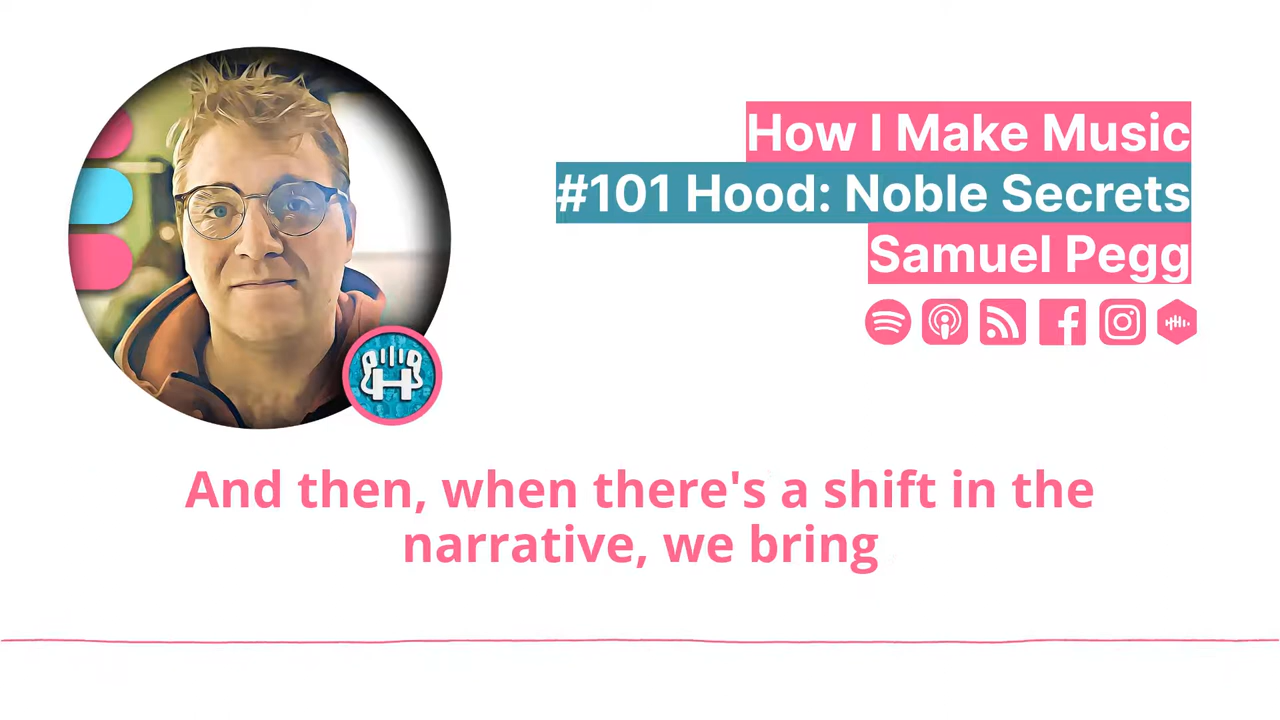 How I Make Music
#101 Hood: Noble Secrets
Samuel Pegg
And then, when there's a shift in the
narrative, we bring